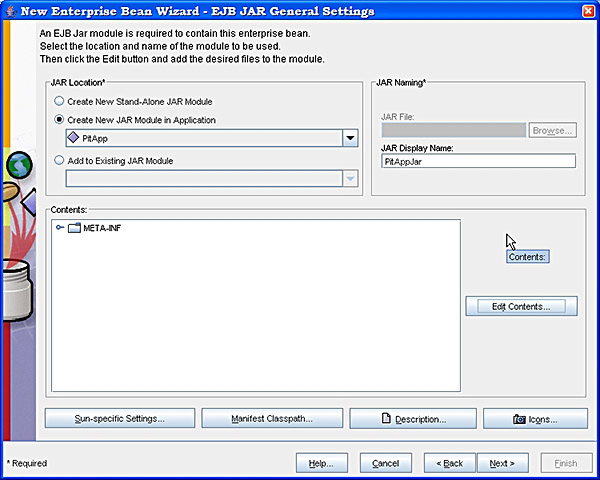 New Enterprise Bean Wizard - EJB JAR General Settings
An EJB Jar module is required to contain this enterprise bean.
Select the location and name of the module to be used.
Then click the Edit button and add the desired files to the module.
JAR Location*
Create New Stand-Alone JAR Module
Create New JAR Module in Application
PitApp
Add to Existing JAR Module
JAR Naming*
JAR File:
Browse...
JAR Display Name:
PitAppJar
Contents:
META-INF
Contents:
Edit Contents...
Sun-specific Settings... Manifest Classpath... Description... Icons...
* Required Help... Cancel < Back Next > Finish